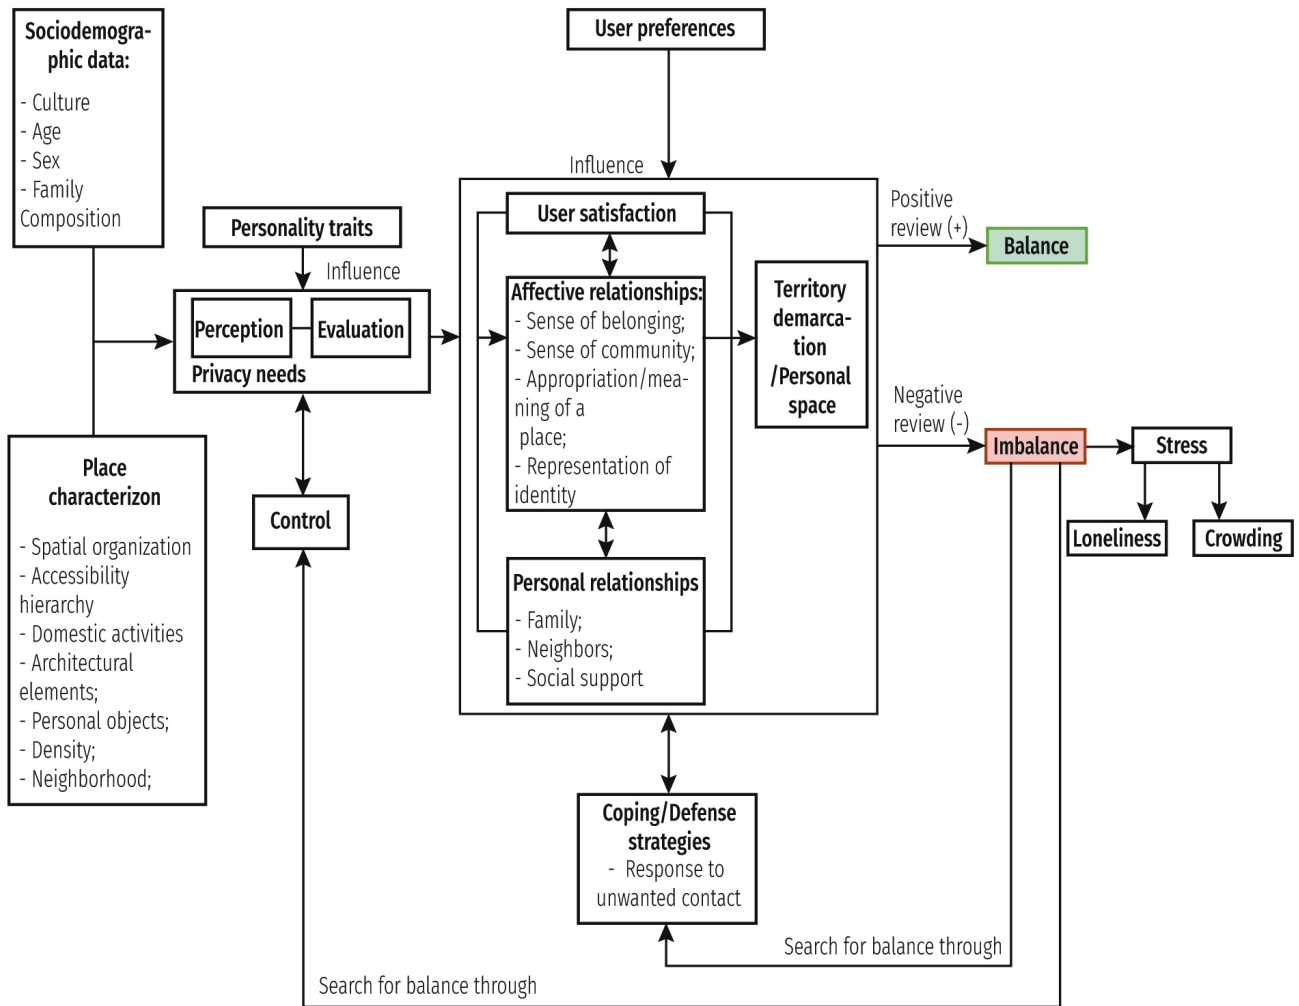 Sociodemogra-
phic data:
- Culture
- Age
- Sex
- Family
Composition
User preferences
Influence
Personality traits
Influence
Perception
Evaluation
Privacy needs
Place
characterizon
- Spatial organization
- Accessibility
hierarchy
- Domestic activities
- Architectural
elements;
- Personal objects;
- Density;
- Neighborhood;
Control
User satisfaction
Affective relationships:
- Sense of belonging;
- Sense of community;
- Appropriation/mea-
ning of a
place;
- Representation of
identity
Personal relationships
- Family;
- Neighbors;
- Social support
Territory
demarca-
tion
/Personal
space
Positive
review (+)
Balance
Negative
review (-)
Imbalance
Stress
Loneliness
Crowding
Coping/Defense
strategies
- Response to
unwanted contact
Search for balance through
Search for balance through